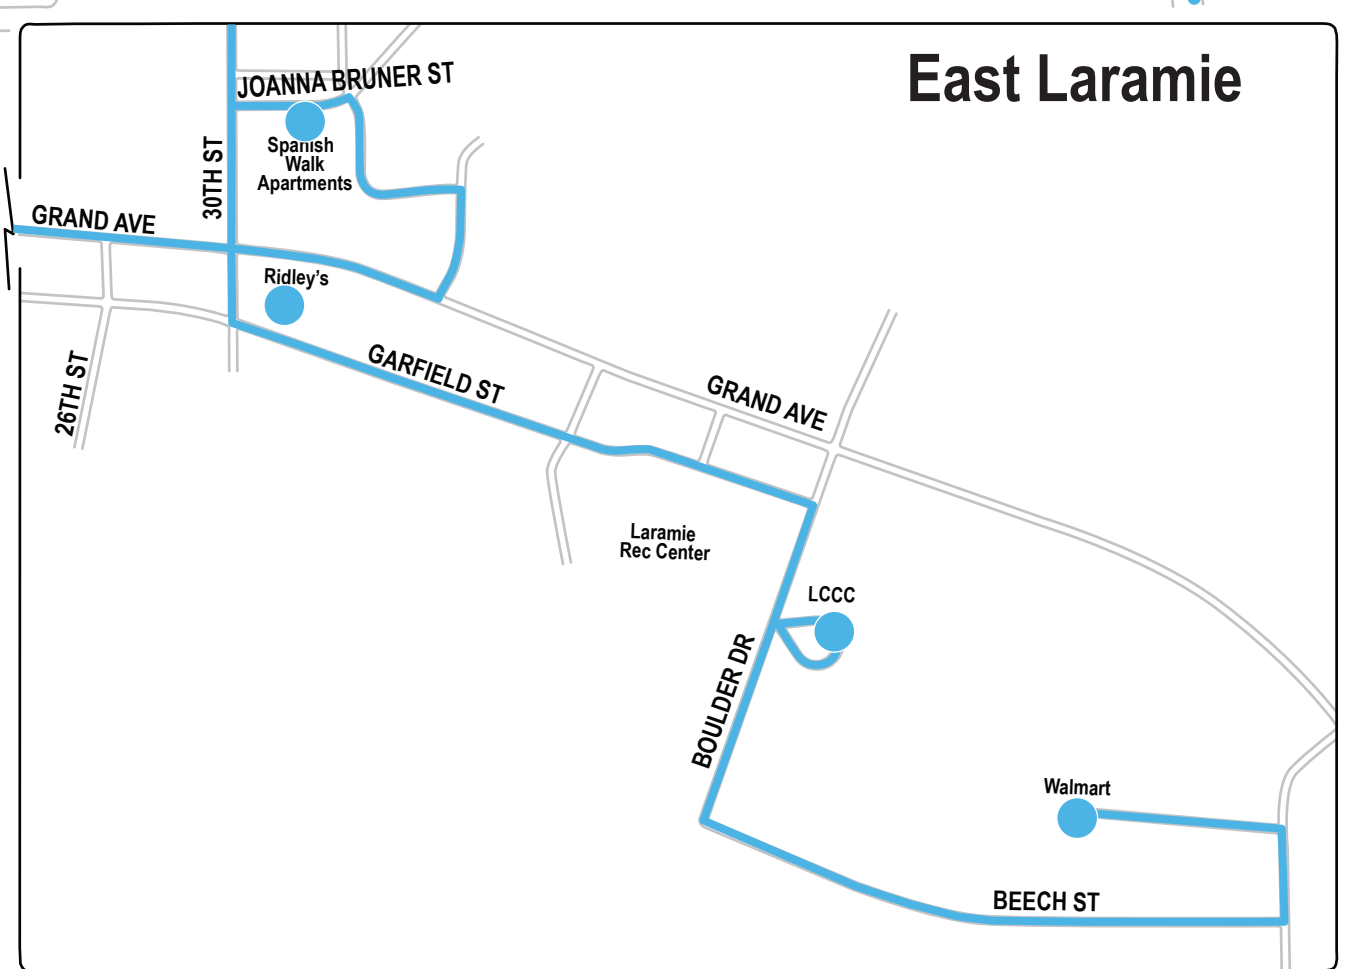 East Laramie
JOANNA BRUNER ST
Spanish
Walk
Apartments
30TH ST
GRAND AVE
Ridley's
GARFIELD ST
26TH ST
GRAND AVE
Laramie
Rec Center
LCCC
BOULDER DR
Walmart
BEECH ST